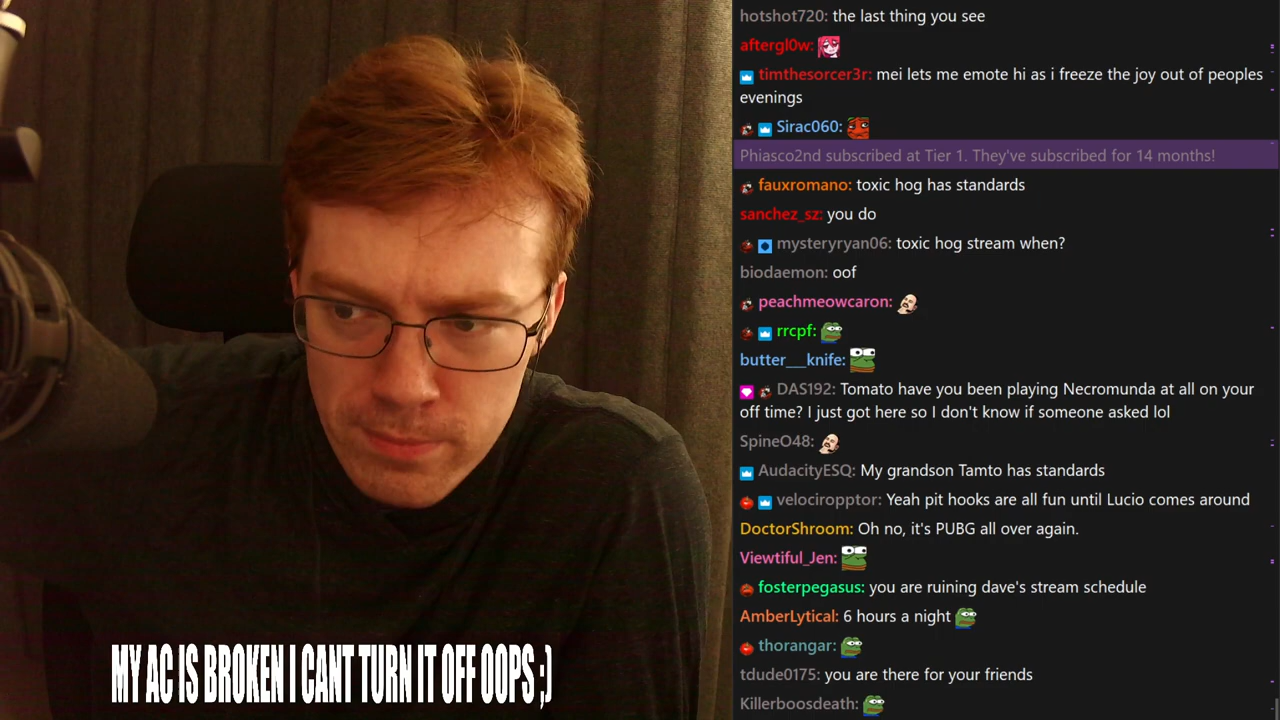 hotshot720: the last thing you see
aftergl0w:
timthesorcer3r: mei lets me emote hi as i freeze the joy out of peoples
evenings
Sirac060:
Phiasco2nd subscribed at Tier 1. They've subscribed for 14 months!
fauxromano: toxic hog has standards
sanchez_sz: you do
mysteryryan06: toxic hog stream when?
biodaemon: oof
peachmeowcaron:
rrcpf:
butter___knife:
DAS192: Tomato have you been playing Necromunda at all on your
off time? I just got here so I don't know if someone asked lol
SpineO48:
AudacityESQ: My grandson Tamto has standards
velociropptor: Yeah pit hooks are all fun until Lucio comes around
DoctorShroom: Oh no, it's PUBG all over again.
Viewtiful_Jen:
fosterpegasus: you are ruining dave's stream schedule
AmberLytical: 6 hours a night
thorangar:
tdude0175: you are there for your friends
Killerboosdeath:
MY AC IS BROKEN I CANT TURN IT OFF OOPS ;)